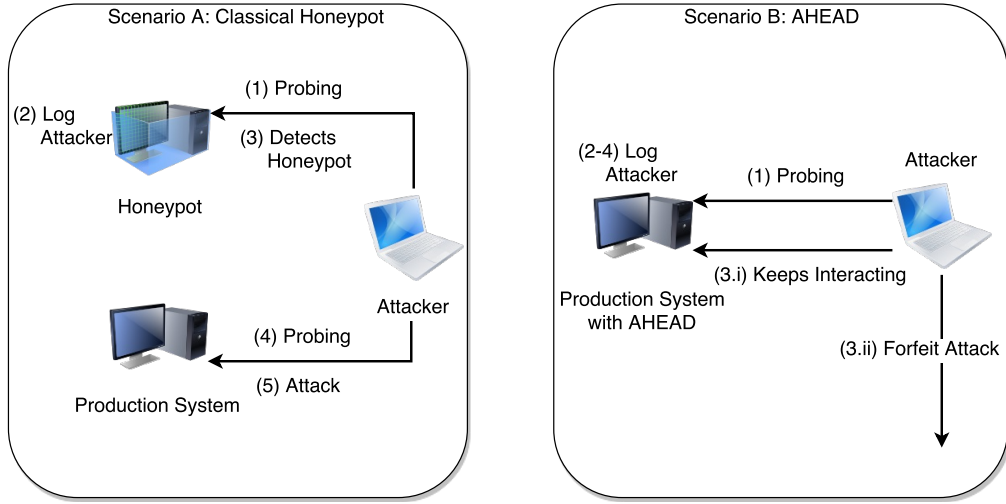 Scenario A: Classical Honeypot
(1) Probing
(2) Log
Attacker
(3) Detects
Honeypot
Honeypot
Attacker
(4) Probing
(5) Attack
Production System
Scenario B: AHEAD
(2-4) Log
Attacker
(1) Probing
Attacker
(3.i) Keeps Interacting
Production System
with AHEAD
(3.ii) Forfeit Attack